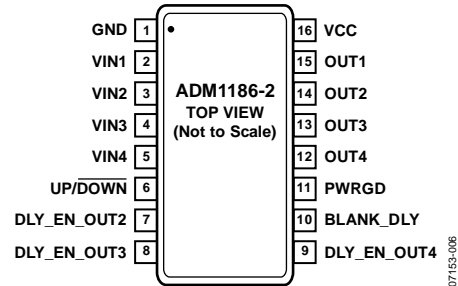 GND 1
VIN1 2
VIN2 3
VIN3 4
VIN4 5
UP/DOWN 6
DLY_EN_OUT2 7
DLY_EN_OUT3 8
ADM1186-2
TOP VIEW
(Not to Scale)
16 VCC
15 OUT1
14 OUT2
13 OUT3
12 OUT4
11 PWRGD
10 BLANK_DLY
9 DLY_EN_OUT4
07153-006